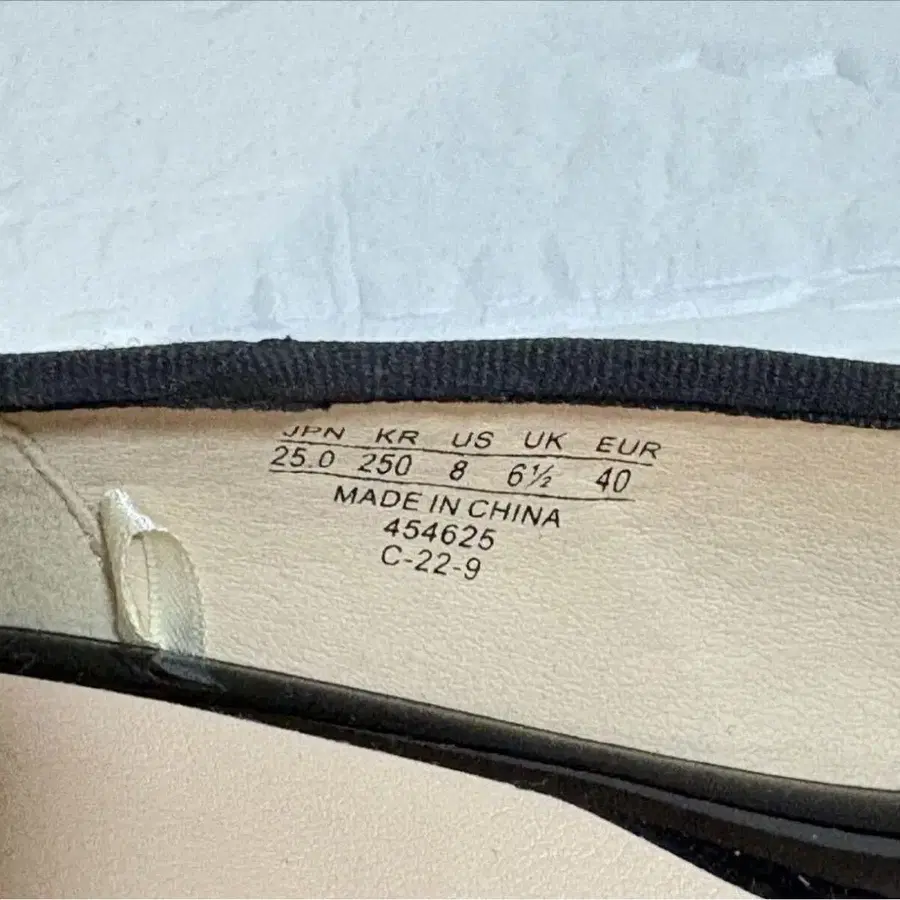 JPN KR US UK EUR
25.0 250 8 6½ 40
MADE IN CHINA
454625
C-22-9